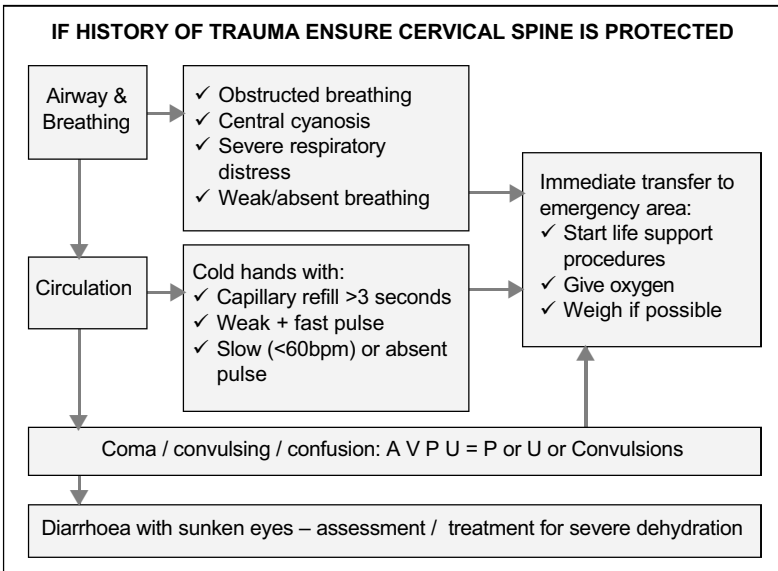 IF HISTORY OF TRAUMA ENSURE CERVICAL SPINE IS PROTECTED
Airway &
Breathing
✓ Obstructed breathing
✓ Central cyanosis
✓ Severe respiratory
distress
✓ Weak/absent breathing
Circulation
Cold hands with:
✓ Capillary refill >3 seconds
✓ Weak + fast pulse
✓ Slow (<60bpm) or absent
pulse
Immediate transfer to
emergency area:
✓ Start life support
procedures
✓ Give oxygen
✓ Weigh if possible
Coma / convulsing / confusion: A V P U = P or U or Convulsions
Diarrhoea with sunken eyes – assessment / treatment for severe dehydration